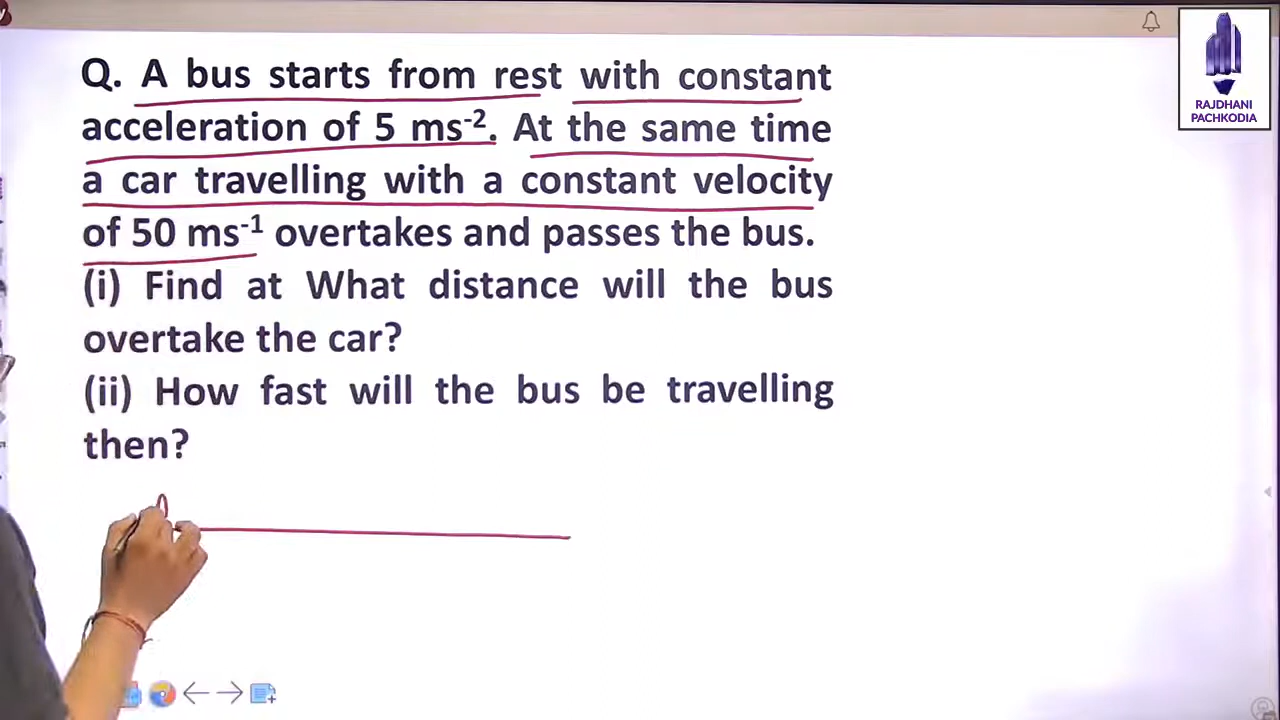 RAJDHANI
PACHKODIA
Q. A bus starts from rest with constant
acceleration of 5 ms⁻². At the same time
a car travelling with a constant velocity
of 50 ms⁻¹ overtakes and passes the bus.
(i) Find at What distance will the bus
overtake the car?
(ii) How fast will the bus be travelling
then?